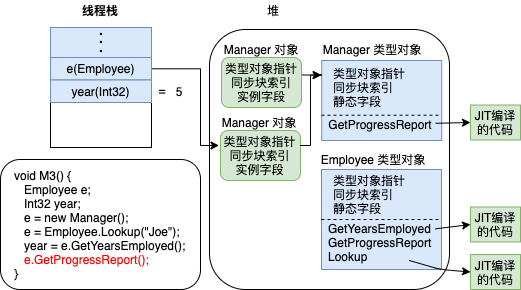 线程栈
e(Employee)
year(Int32)
= 5
void M3() {
Employee e;
Int32 year;
e = new Manager();
e = Employee.Lookup("Joe");
year = e.GetYearsEmployed();
e.GetProgressReport();
}
堆
Manager 对象
类型对象指针
同步块索引
实例字段
Manager 对象
类型对象指针
同步块索引
实例字段
Manager 类型对象
类型对象指针
同步块索引
静态字段
GetProgressReport
JIT编译
的代码
Employee 类型对象
类型对象指针
同步块索引
静态字段
GetYearsEmployed
GetProgressReport
Lookup
JIT编译
的代码
JIT编译
的代码